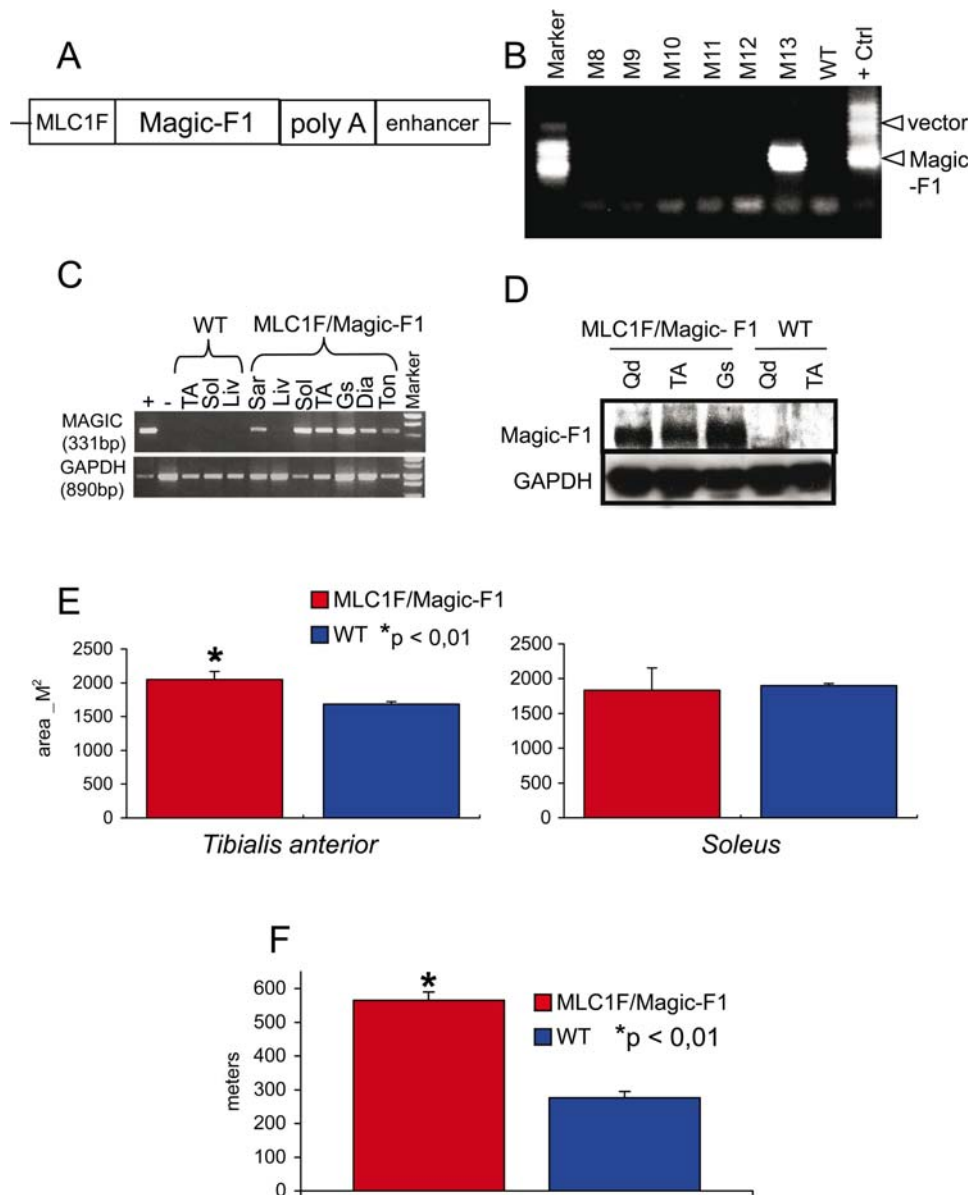 A
MLC1F Magic-F1 poly A enhancer
B
Marker M8 M9 M10 M11 M12 M13 WT + Ctrl
vector
Magic
-F1
C
WT MLC1F/Magic-F1
+ - TA Sol Liv Sar Liv Sol TA Gs Dia Ton Marker
MAGIC
(331bp)
GAPDH
(890bp)
D
MLC1F/Magic- F1 WT
Qd TA Gs Qd TA
Magic-F1
GAPDH
E
MLC1F/Magic-F1
WT *p < 0,01
area _M²
2500
2000
1500
1000
500
0
*
Tibialis anterior
2500
2000
1500
1000
500
0
Soleus
F
meters
600
500
400
300
200
100
0
*
MLC1F/Magic-F1
WT *p < 0,01